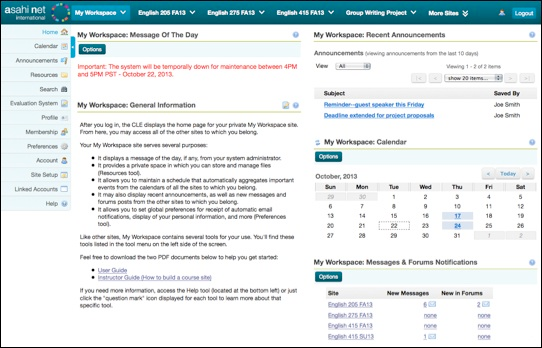 asahi net
international
My Workspace
English 205 FA13
English 275 FA13
English 415 FA13
Group Writing Project
More Sites
Logout
Home
Calendar
Announcements
Resources
Search
Evaluation System
Profile
Membership
Preferences
Account
Site Setup
Linked Accounts
Help
My Workspace: Message Of The Day
Options
Important: The system will be temporally down for maintenance between 4PM
and 5PM PST - October 22, 2013.
My Workspace: General Information
After you log in, the CLE displays the home page for your private My Workspace site.
From here, you may access all of the other sites to which you belong.
Your My Workspace site serves several purposes:
It displays a message of the day, if any, from your system administrator.
It provides a space in which you can store and manage files
(Resources tool).
It allows you to maintain a schedule that automatically aggregates important
events from the calendars of all the sites to which you belong.
It may also display recent announcements, as well as new messages and
forums posts from the other sites to which you belong.
It allows you to set global preferences for receipt of automatic email
notifications, display of your personal information, and more (Preferences
tool).
Like other sites, My Workspace contains several tools for your use. You'll find these
tools listed in the tool menu on the left side of the screen.
Feel free to download the two PDF documents below to help you get started:
User Guide
Instructor Guide (How to build a course site)
If you need more information, access the Help tool (located at the bottom left) or just
click the "question mark" icon displayed for each tool to learn more about that
specific tool.
My Workspace: Recent Announcements
Announcements (viewing announcements from the last 10 days)
View All
Viewing 1 - 2 of 2 items
show 20 items...
Subject Saved By
Reminder--guest speaker this Friday Joe Smith
Deadline extended for project proposals Joe Smith
My Workspace: Calendar
Options
October, 2013
< Today >
Sun Mon Tue Wed Thu Fri Sat
29 30 1 2 3 4 5
6 7 8 9 10 11 12
13 14 15 16 17 18 19
20 21 22 23 24 25 26
27 28 29 30 31 1 2
My Workspace: Messages & Forums Notifications
Options
Site New Messages New in Forums
English 205 FA13 6 2
English 275 FA13 none none
English 415 FA13 none none
English 415 SU13 1 none